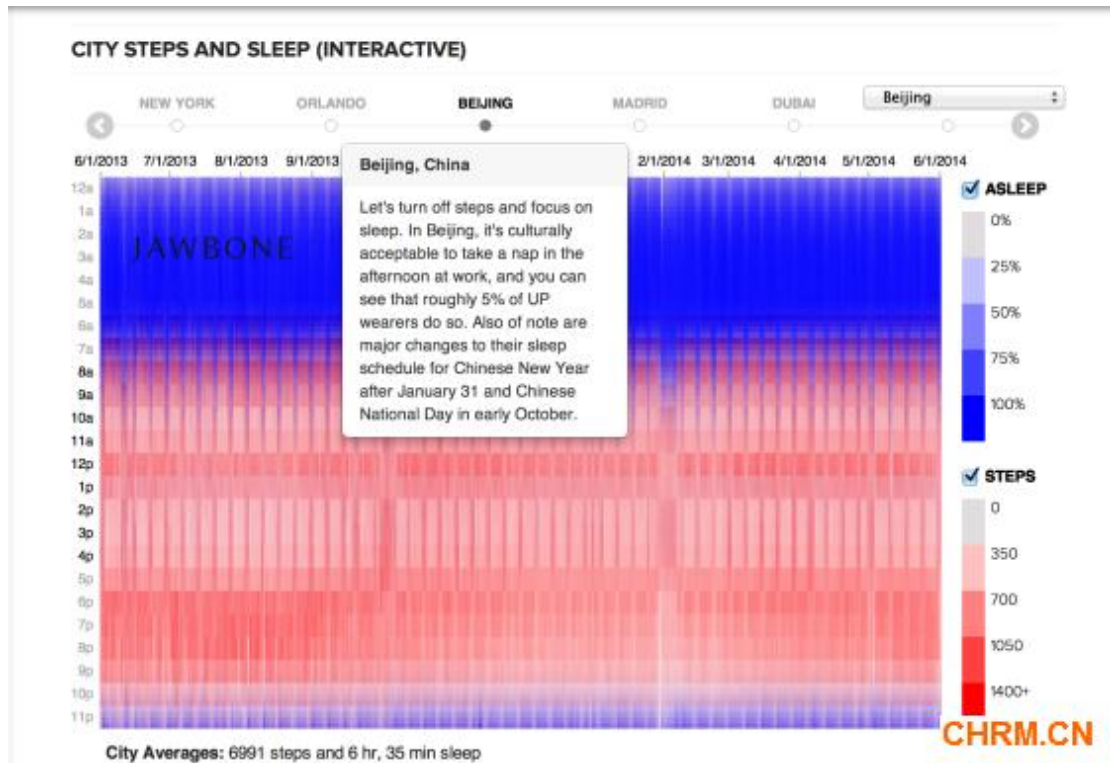 CITY STEPS AND SLEEP (INTERACTIVE)
NEW YORK ORLANDO BEIJING MADRID DUBAI Beijing
6/1/2013 7/1/2013 8/1/2013 9/1/2013 2/1/2014 3/1/2014 4/1/2014 5/1/2014 6/1/2014
Beijing, China
Let's turn off steps and focus on
sleep. In Beijing, it's culturally
acceptable to take a nap in the
afternoon at work, and you can
see that roughly 5% of UP
wearers do so. Also of note are
major changes to their sleep
schedule for Chinese New Year
after January 31 and Chinese
National Day in early October.
JAWBONE
12a
1a
2a
3a
4a
5a
6a
7a
8a
9a
10a
11a
12p
1p
2p
3p
4p
5p
6p
7p
8p
9p
10p
11p
ASLEEP
0%
25%
50%
75%
100%
STEPS
0
350
700
1050
1400+
CHRM.CN
City Averages: 6991 steps and 6 hr, 35 min sleep